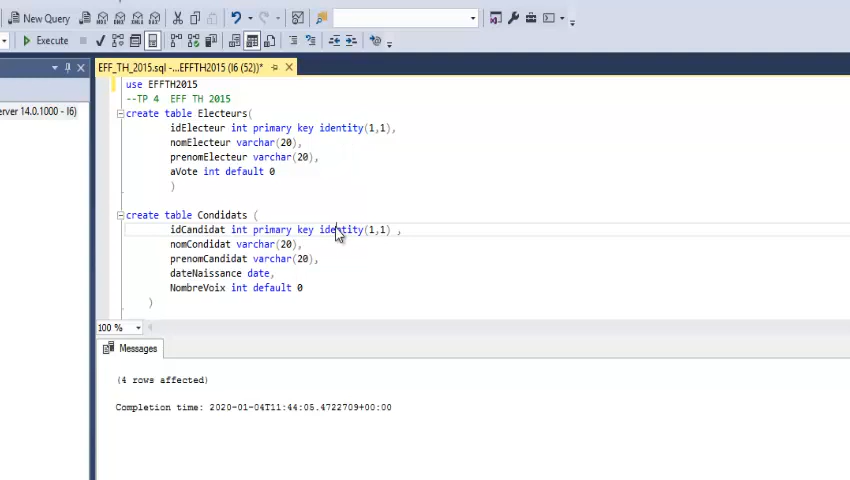 New Query
MDX DMX XMLA DAX
Execute
EFF_TH_2015.sql -...EFFTH2015 (I6 (52))*
erver 14.0.1000 - I6)
use EFFTH2015
--TP 4 EFF TH 2015
create table Electeurs(
idElecteur int primary key identity(1,1),
nomElecteur varchar(20),
prenomElecteur varchar(20),
aVote int default 0
)
create table Condidats (
idCandidat int primary key identity(1,1) ,
nomCondidat varchar(20),
prenomCandidat varchar(20),
dateNaissance date,
NombreVoix int default 0
)
100 %
Messages
(4 rows affected)
Completion time: 2020-01-04T11:44:05.4722709+00:00